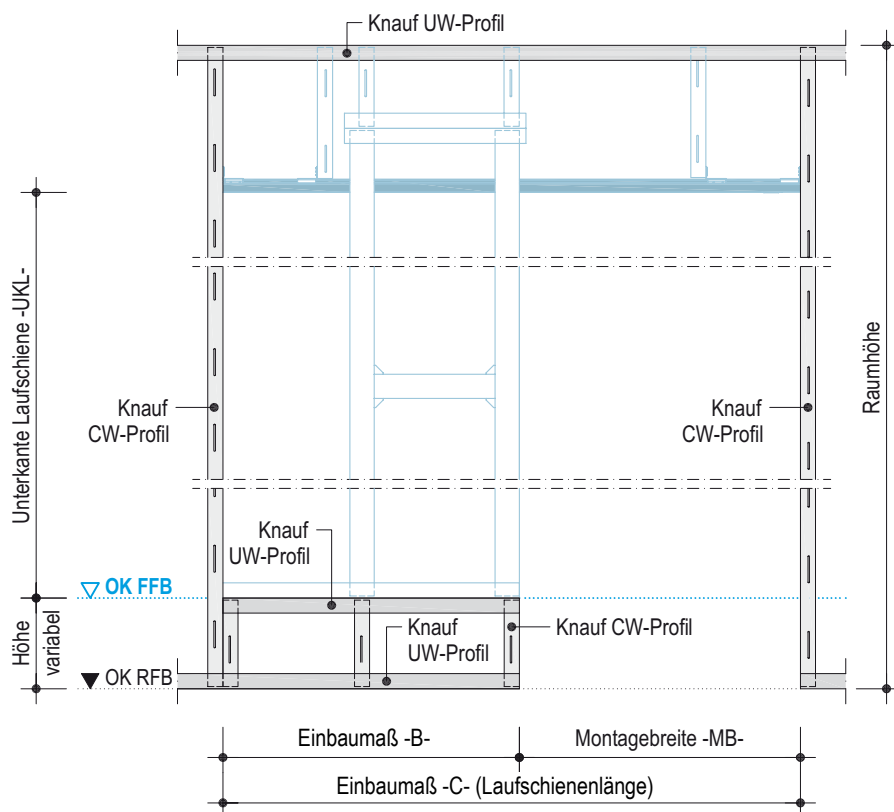 Knauf UW-Profil
Unterkante Laufschiene -UKL-
Raumhöhe
Knauf
CW-Profil
Knauf
CW-Profil
Knauf
UW-Profil
OK FFB
Höhe
variabel
Knauf
UW-Profil
Knauf CW-Profil
OK RFB
Einbaumaß -B-
Montagebreite -MB-
Einbaumaß -C- (Laufschienenlänge)